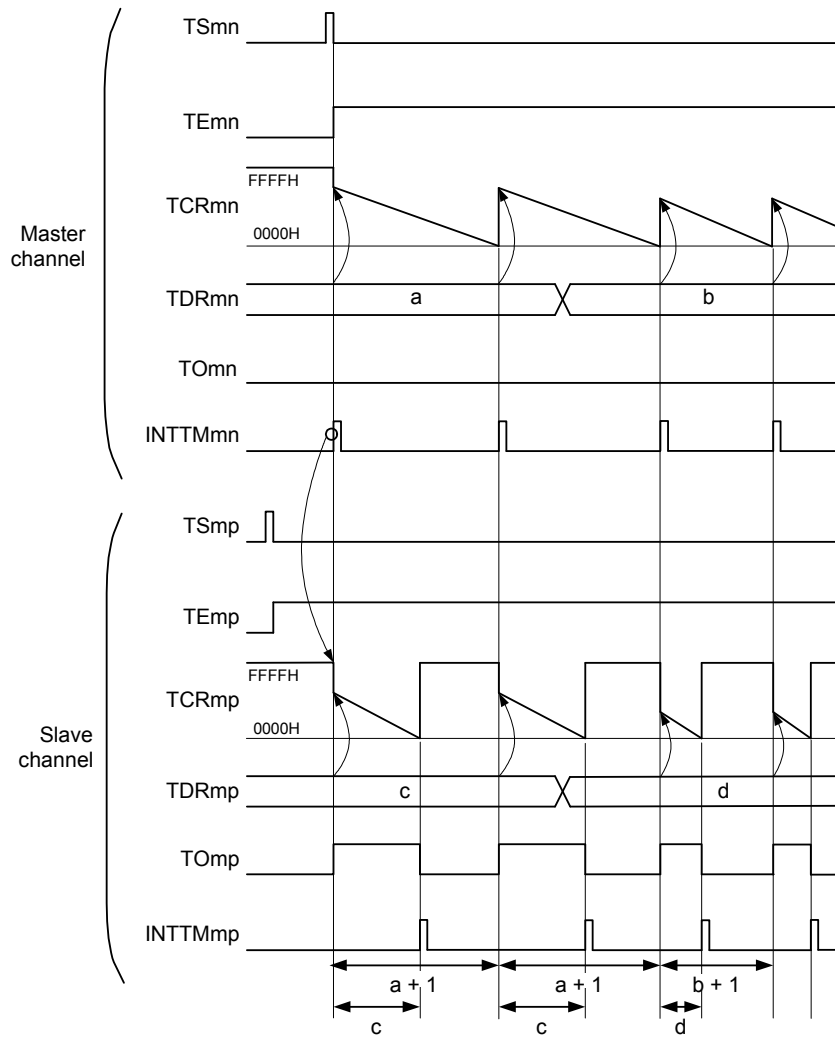 TSmn
TEmn
FFFFH
TCRmn
0000H
Master
channel
TDRmn
a
b
TOmn
INTTMmn
TSmp
TEmp
FFFFH
TCRmp
0000H
Slave
channel
TDRmp
c
d
TOmp
INTTMmp
a + 1
a + 1
b + 1
c
c
d